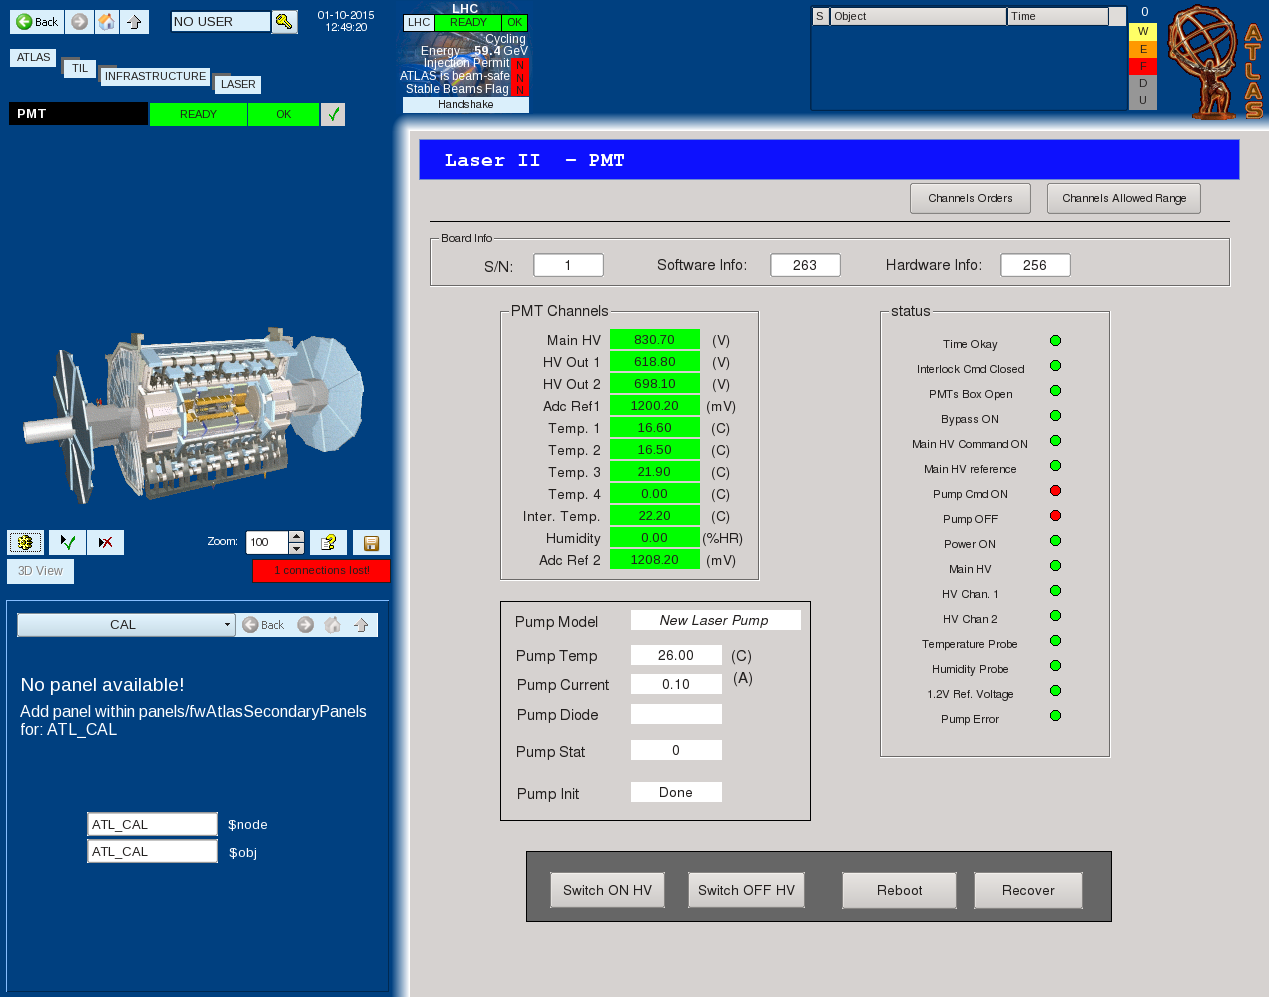 Back
NO USER
01-10-2015
12:49:20
ATLAS
TIL
INFRASTRUCTURE
LASER
PMT READY OK
LHC
LHC READY OK
Cycling
Energy 59.4 GeV
Injection Permit N
ATLAS is beam-safe N
Stable Beams Flag N
Handshake
S Object Time
0
W
E
F
D
U
ATLAS
Laser II - PMT
Channels Orders Channels Allowed Range
Board Info
S/N: 1 Software Info: 263 Hardware Info: 256
PMT Channels
Main HV 830.70 (V)
HV Out 1 618.80 (V)
HV Out 2 698.10 (V)
Adc Ref1 1200.20 (mV)
Temp. 1 16.60 (C)
Temp. 2 16.50 (C)
Temp. 3 21.90 (C)
Temp. 4 0.00 (C)
Inter. Temp. 22.20 (C)
Humidity 0.00 (%HR)
Adc Ref 2 1208.20 (mV)
status
Time Okay
Interlock Cmd Closed
PMTs Box Open
Bypass ON
Main HV Command ON
Main HV reference
Pump Cmd ON
Pump OFF
Power ON
Main HV
HV Chan. 1
HV Chan 2
Temperature Probe
Humidity Probe
1.2V Ref. Voltage
Pump Error
Pump Model New Laser Pump
Pump Temp 26.00 (C)
Pump Current 0.10 (A)
Pump Diode
Pump Stat 0
Pump Init Done
Switch ON HV Switch OFF HV Reboot Recover
Zoom: 100
3D View
1 connections lost!
CAL Back
No panel available!
Add panel within panels/fwAtlasSecondaryPanels
for: ATL_CAL
ATL_CAL $node
ATL_CAL $obj